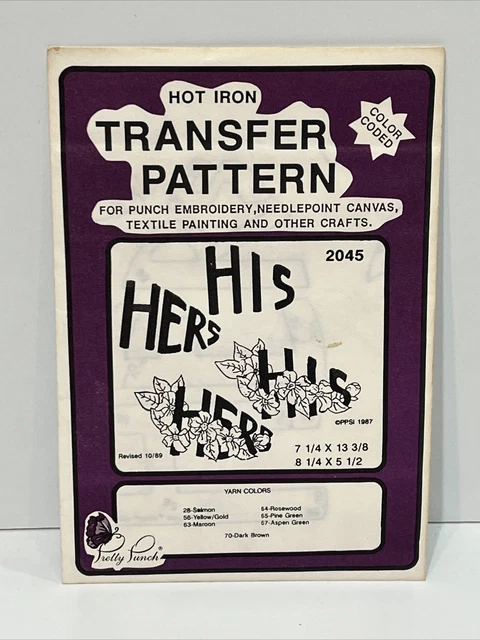 HOT IRON
TRANSFER
PATTERN
COLOR
CODED
FOR PUNCH EMBROIDERY, NEEDLEPOINT CANVAS,
TEXTILE PAINTING AND OTHER CRAFTS.
2045
HIS
HERS
HIS
HERS
©PPSI 1987
Revised 10/89
7 1/4 X 13 3/8
8 1/4 X 5 1/2
YARN COLORS
28-Salmon
56-Yellow/Gold
63-Maroon
64-Rosewood
65-Pine Green
67-Aspen Green
70-Dark Brown
Pretty Punch®